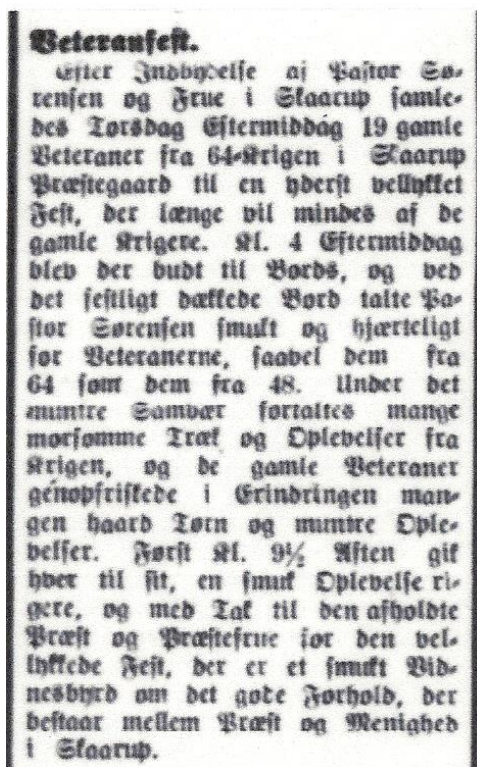 Veteranfest.
Efter Indbydelse af Pastor Sø-
rensen og Frue i Skaarup samle-
des Torsdag Eftermiddag 19 gamle
Veteraner fra 64-Krigen i Skaarup
Præstegaard til en yderst vellykket
Fest, der længe vil mindes af de
gamle Krigere. Kl. 4 Eftermiddag
blev der budt til Bords, og ved
det festligt dækkede Bord talte Pa-
stor Sørensen smukt og hjærteligt
for Veteranerne, saavel dem fra
64 som dem fra 48. Under det
muntre Samvær fortaltes mange
morsomme Træk og Oplevelser fra
Krigen, og de gamle Veteraner
genopfriskede i Erindringen man-
gen haard Tørn og muntre Ople-
velser. Først Kl. 9½ Aften gik
hver til sit, en smuk Oplevelse ri-
gere, og med Tak til den afholdte
Præst og Præstefrue for den vel-
lykkede Fest, der er et smukt Vid-
nesbyrd om det gode Forhold, der
bestaar mellem Præst og Menighed
i Skaarup.